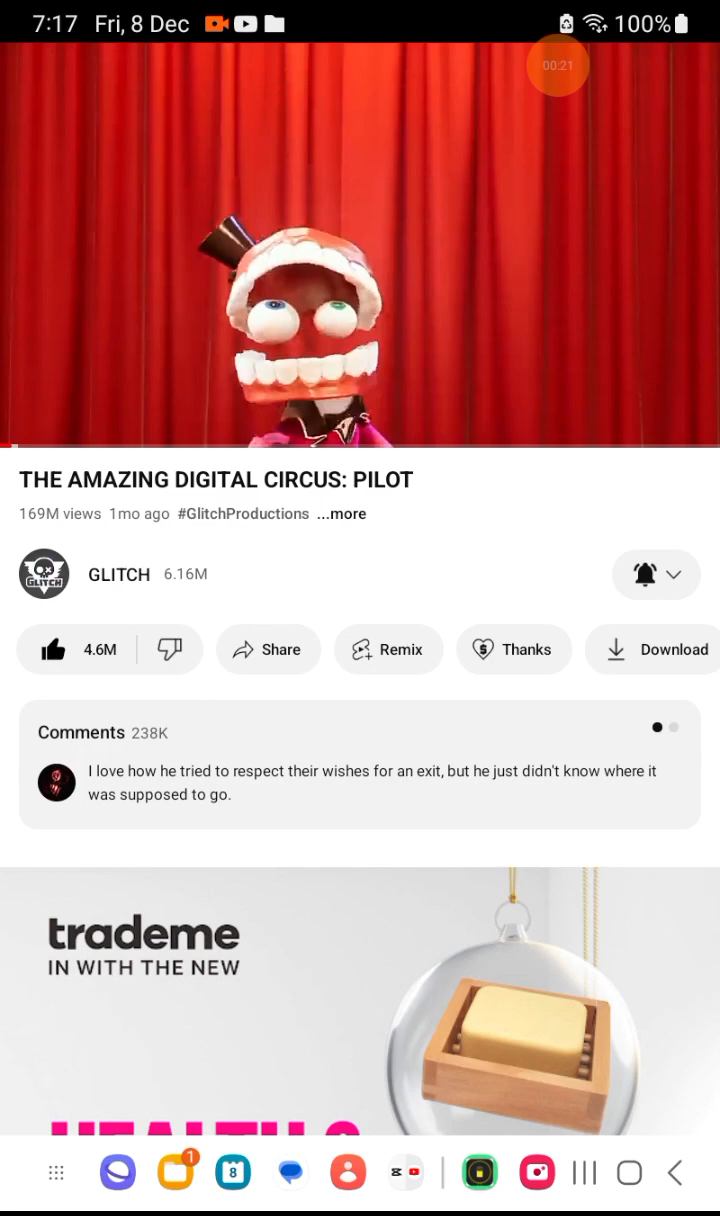 7:17 Fri, 8 Dec 100%
00:21
THE AMAZING DIGITAL CIRCUS: PILOT
169M views 1mo ago #GlitchProductions ...more
GLITCH
GLITCH 6.16M
4.6M Share Remix Thanks Download
Comments 238K
I love how he tried to respect their wishes for an exit, but he just didn't know where it
was supposed to go.
trademe
IN WITH THE NEW
1
8